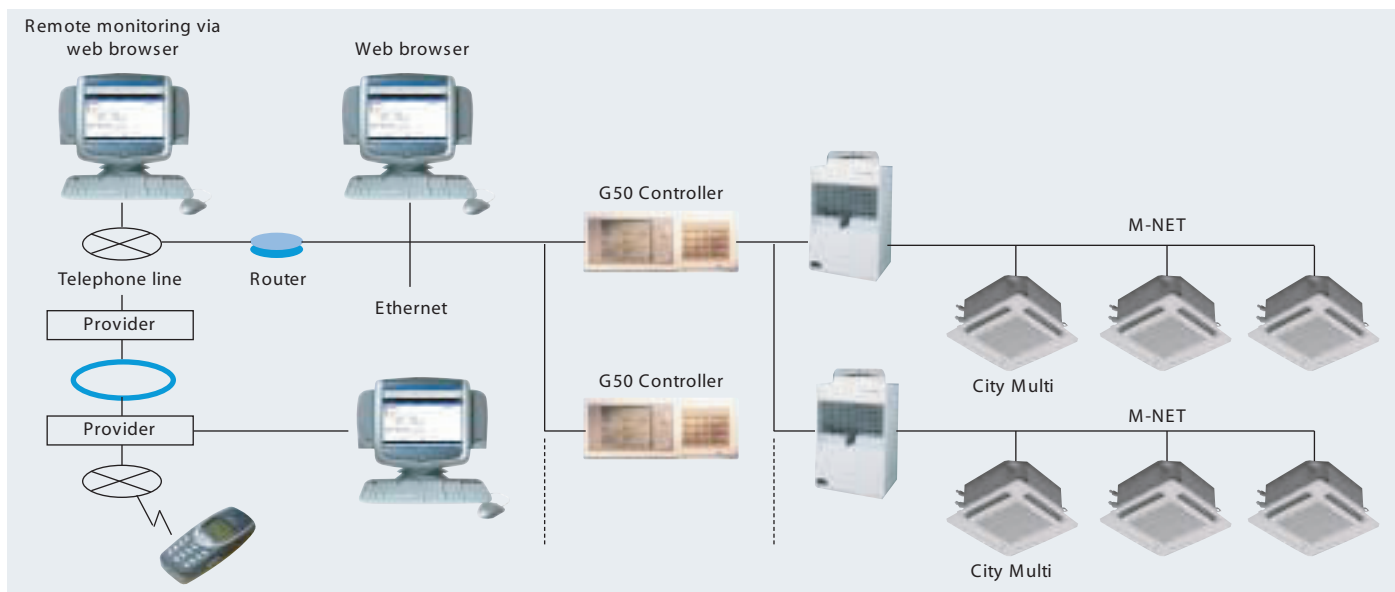 Remote monitoring via
web browser
Web browser
G50 Controller
M-NET
Telephone line
Router
Ethernet
Provider
City Multi
G50 Controller
M-NET
Provider
City Multi